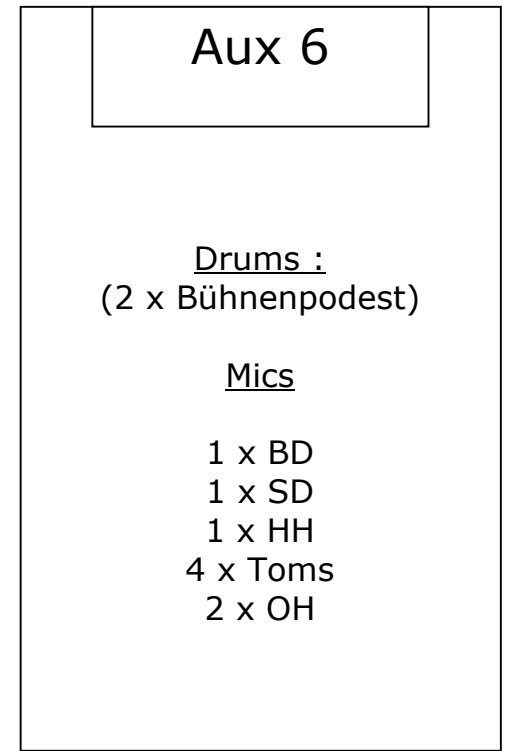 Aux 6
Drums :
(2 x Bühnenpodest)
Mics
1 x BD
1 x SD
1 x HH
4 x Toms
2 x OH